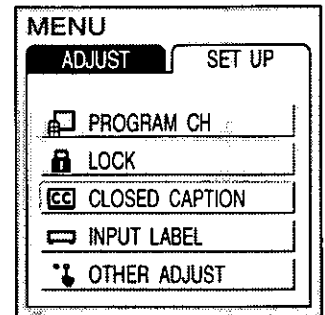 MENU
ADJUST SET UP
PROGRAM CH
LOCK
CC CLOSED CAPTION
INPUT LABEL
OTHER ADJUST